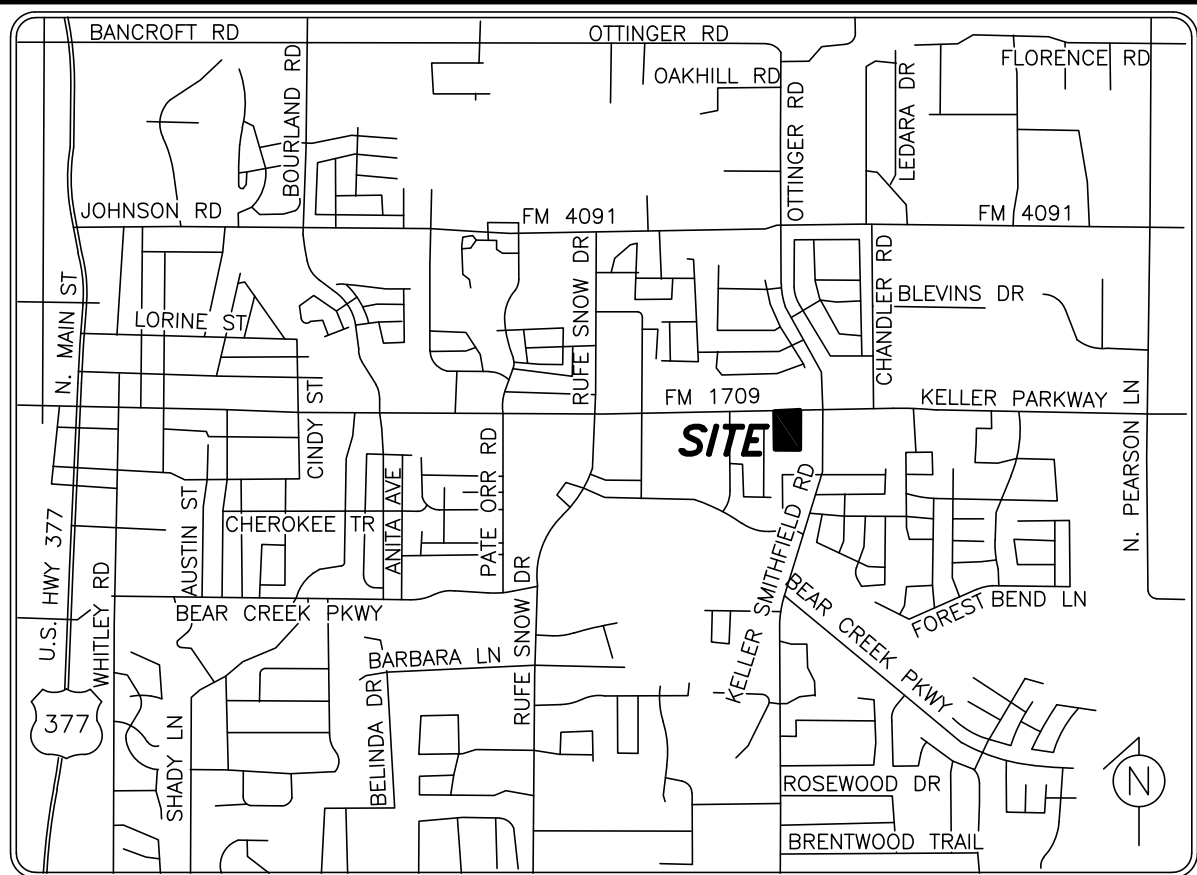 BANCROFT RD
OTTINGER RD
FLORENCE RD
OAKHILL RD
BOURLAND RD
OTTINGER RD
LEDARA DR
JOHNSON RD
FM 4091
FM 4091
N. MAIN ST
RUFE SNOW DR
CHANDLER RD
BLEVINS DR
LORINE ST
CINDY ST
FM 1709
KELLER PARKWAY
N. PEARSON LN
SITE
PATE ORR RD
ANITA AVE
AUSTIN ST
CHEROKEE TR
U.S. HWY 377
WHITLEY RD
KELLER SMITHFIELD RD
BEAR CREEK PKWY
RUFE SNOW DR
BEAR CREEK PKWY
FOREST BEND LN
BARBARA LN
BELINDA DR
SHADY LN
377
ROSEWOOD DR
BRENTWOOD TRAIL
N